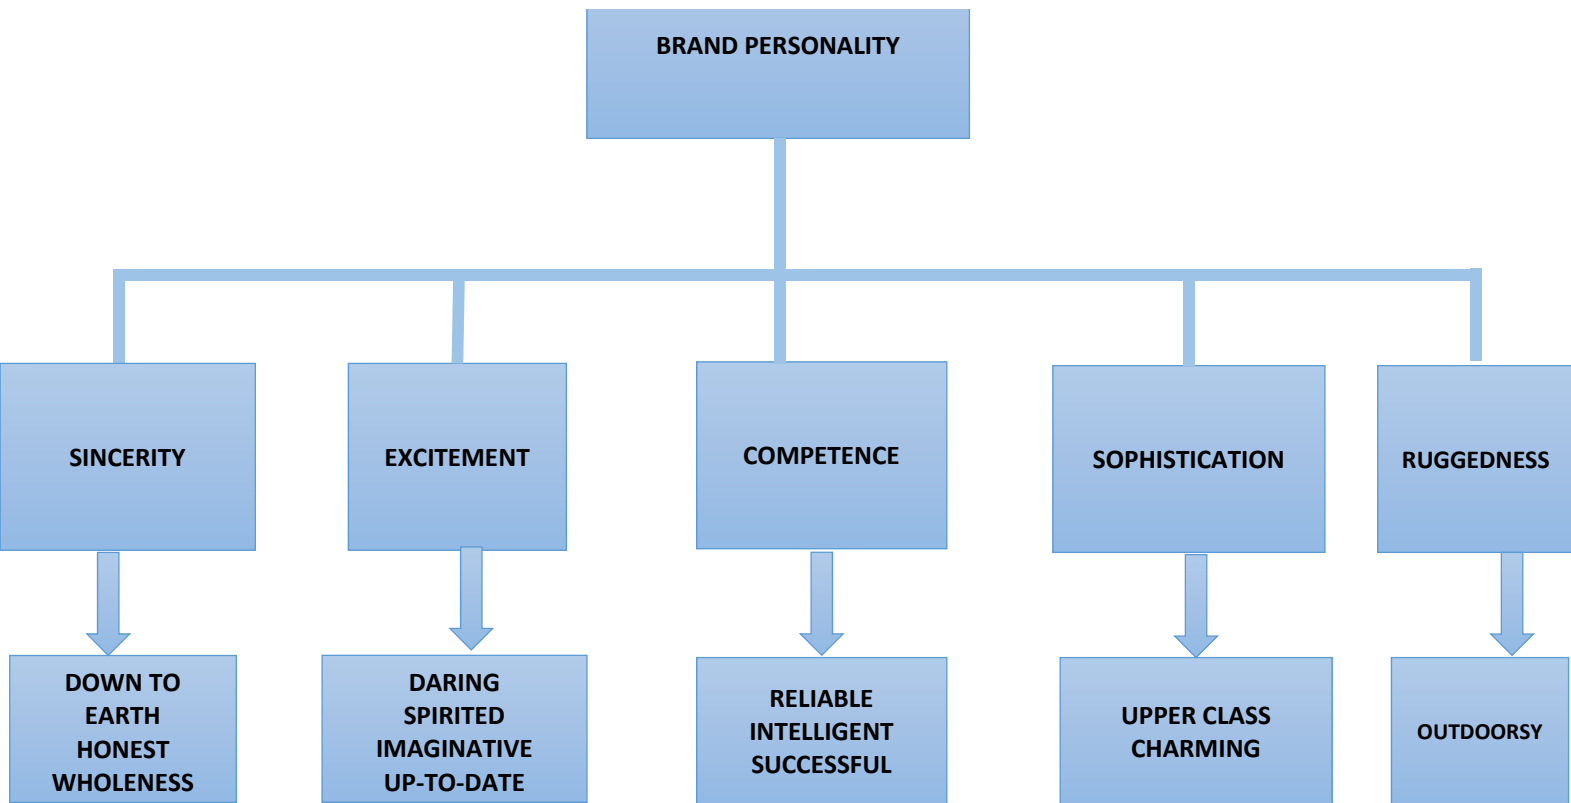 BRAND PERSONALITY
SINCERITY
EXCITEMENT
COMPETENCE
SOPHISTICATION
RUGGEDNESS
DOWN TO
EARTH
HONEST
WHOLENESS
DARING
SPIRITED
IMAGINATIVE
UP-TO-DATE
RELIABLE
INTELLIGENT
SUCCESSFUL
UPPER CLASS
CHARMING
OUTDOORSY